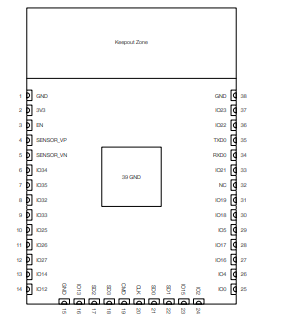 Keepout Zone
1 GND
2 3V3
3 EN
4 SENSOR_VP
5 SENSOR_VN
6 IO34
7 IO35
8 IO32
9 IO33
10 IO25
11 IO26
12 IO27
13 IO14
14 IO12
39 GND
GND 38
IO23 37
IO22 36
TXD0 35
RXD0 34
IO21 33
NC 32
IO19 31
IO18 30
IO5 29
IO17 28
IO16 27
IO4 26
IO0 25
GND 15
IO13 16
SD2 17
SD3 18
CMD 19
CLK 20
SD0 21
SD1 22
IO15 23
IO2 24